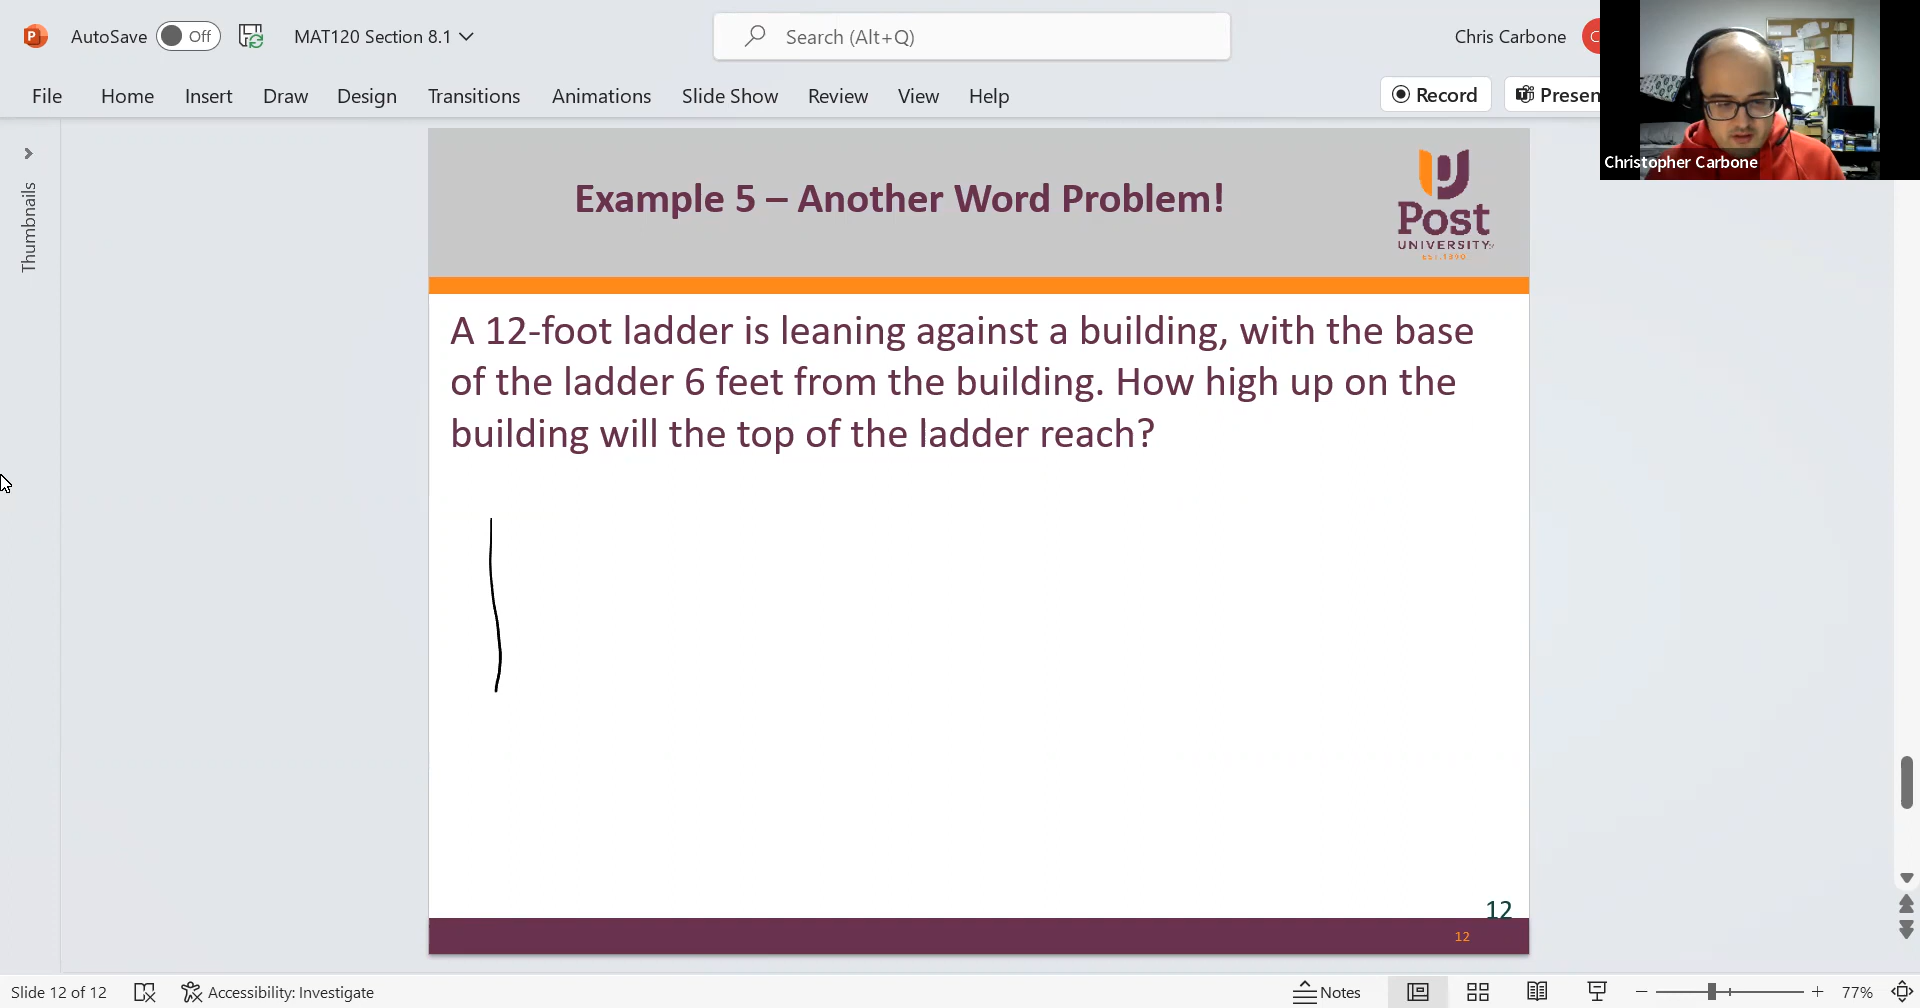 AutoSave Off MAT120 Section 8.1 Search (Alt+Q) Chris Carbone C
File Home Insert Draw Design Transitions Animations Slide Show Review View Help Record Presen
Christopher Carbone
Thumbnails
Example 5 – Another Word Problem!
Post
UNIVERSITY
EST.1890
A 12-foot ladder is leaning against a building, with the base
of the ladder 6 feet from the building. How high up on the
building will the top of the ladder reach?
12
12
Slide 12 of 12 Accessibility: Investigate Notes 77%